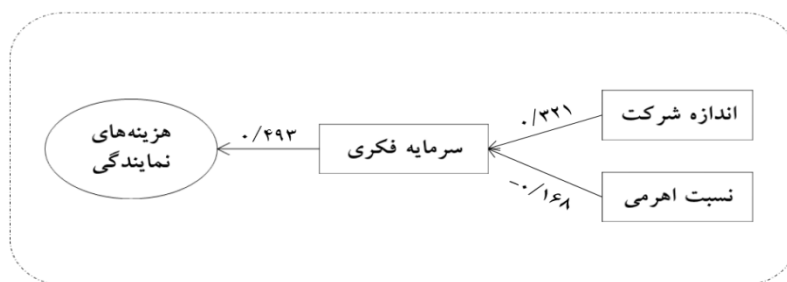 اندازه شرکت
۰/۳۲۱
نسبت اهرمی
-۰/۱۶۸
سرمایه فکری
۰/۴۹۳
هزینه‌های
نمایندگی